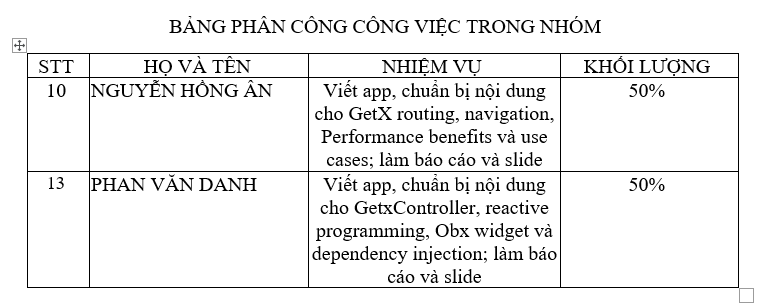 BẢNG PHÂN CÔNG CÔNG VIỆC TRONG NHÓM
STT HỌ VÀ TÊN NHIỆM VỤ KHỐI LƯỢNG
10 NGUYỄN HỒNG ÂN Viết app, chuẩn bị nội dung 50%
cho GetX routing, navigation,
Performance benefits và use
cases; làm báo cáo và slide
13 PHAN VĂN DANH Viết app, chuẩn bị nội dung 50%
cho GetxController, reactive
programming, Obx widget và
dependency injection; làm báo
cáo và slide